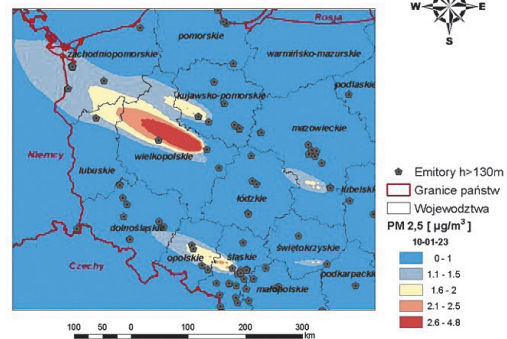 W E
S
Rosja
pomorskie
zachodniopomorskie
warmińsko-mazurskie
podlaskie
kujawsko-pomorskie
mazowieckie
Niemcy
wielkopolskie
lubuskie
lubelski
łódzkie
dolnośląskie
świętokrzyskie
opolskie
śląskie
Czechy
małopolskie
podkarpackie
Emitory h>130m
Granice państw
Wojewodztwa
PM 2,5 [ µg/m³ ]
10-01-23
0 - 1
1.1 - 1.5
1.6 - 2
2.1 - 2.5
2.6 - 4.8
100 50 0 100 200 300
km